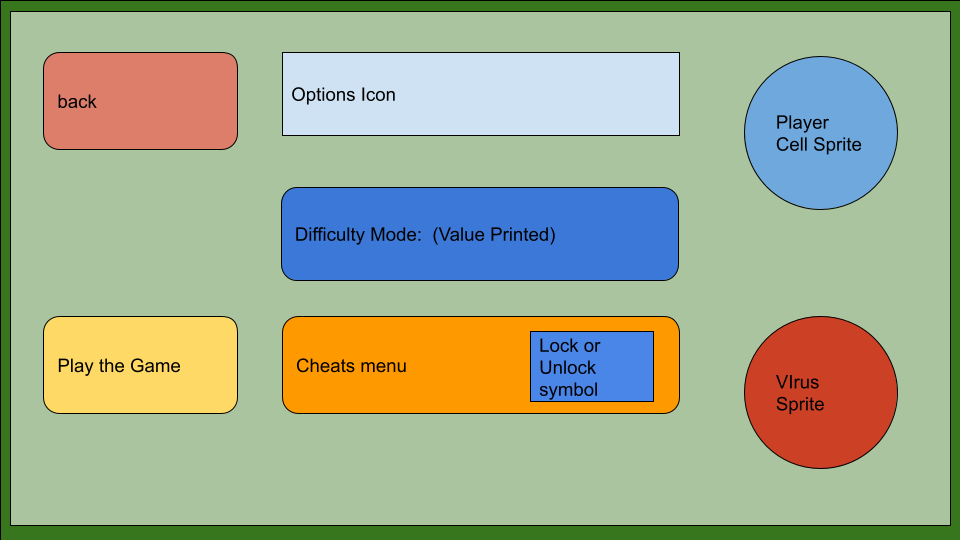 back
Options Icon
Player
Cell Sprite
Difficulty Mode:  (Value Printed)
Play the Game
Cheats menu
Lock or
Unlock
symbol
VIrus
Sprite